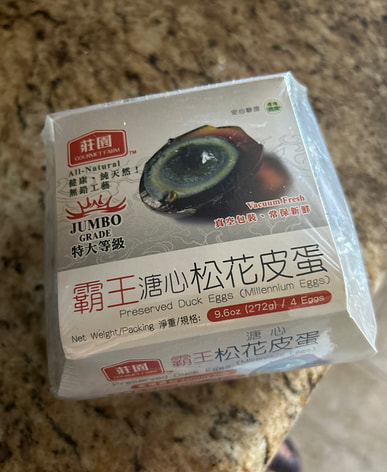 莊園
GOURMET FARM
TM
All-Natural
健康、純天然!
無鉛工藝
JUMBO
GRADE
特大等級
Vacuum Fresh
真空包裝,常保新鮮
霸王溏心松花皮蛋
Preserved Duck Eggs (Millennium Eggs)
Net Weight/Packing 淨重/規格: 9.6oz (272g) / 4 Eggs
莊園
溏心
霸王松花皮蛋